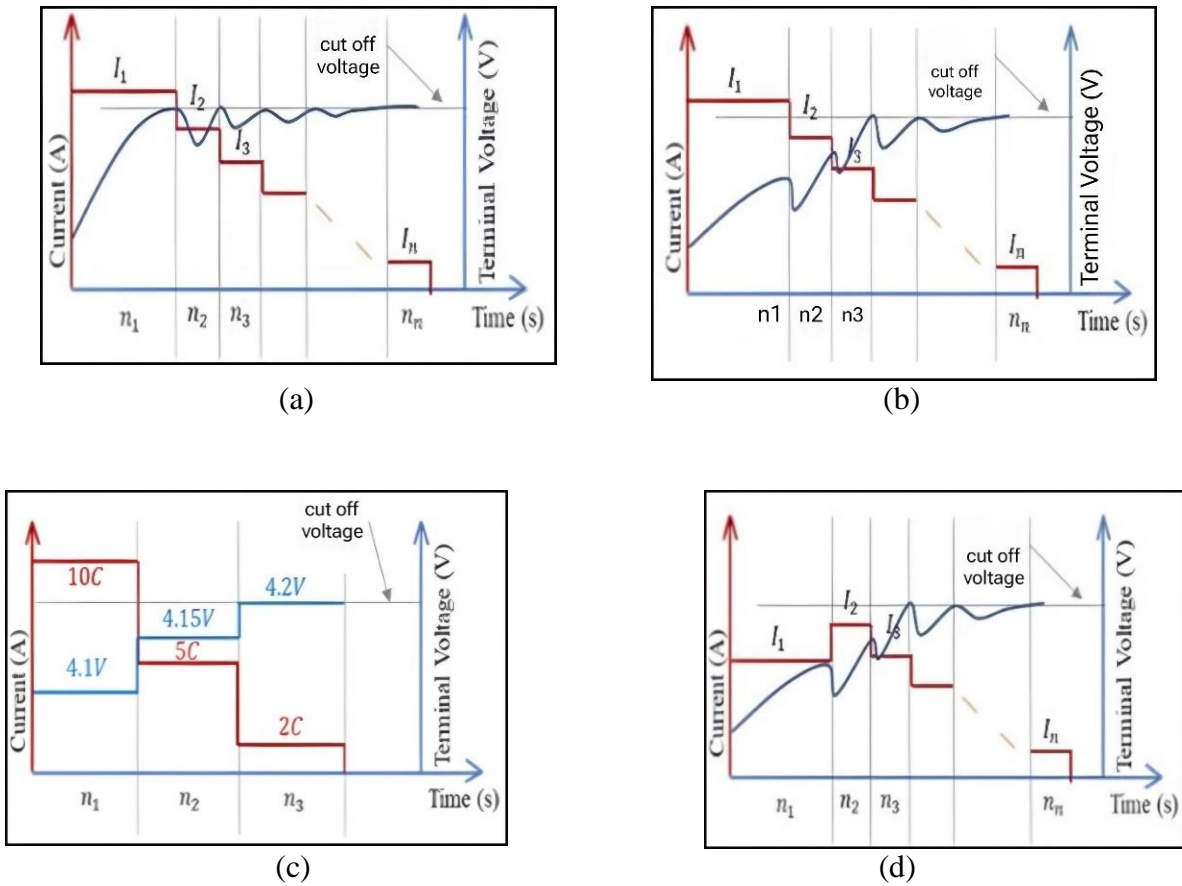 cut off
voltage
I₁
I₂
I₃
Iₙ
Current (A)
Terminal Voltage (V)
n₁
n₂
n₃
nₙ
Time (s)
(a)
cut off
voltage
I₁
I₂
I₃
Iₙ
Current (A)
Terminal Voltage (V)
n1
n2
n3
nₙ
Time (s)
(b)
cut off
voltage
10C
4.2V
4.15V
5C
4.1V
2C
Current (A)
Terminal Voltage (V)
n₁
n₂
n₃
Time (s)
(c)
cut off
voltage
I₂
I₁
I₃
Iₙ
Current (A)
Terminal Voltage (V)
n₁
n₂
n₃
nₙ
Time (s)
(d)